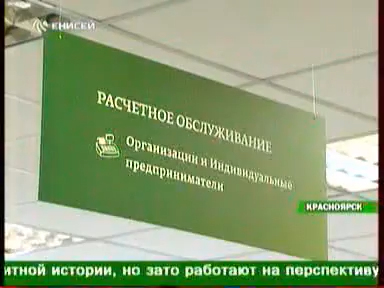 ЕНИСЕЙ
РАСЧЕТНОЕ ОБСЛУЖИВАНИЕ
Организации и Индивидуальные
предприниматели
КРАСНОЯРСК
итной истории, но зато работают на перспективу